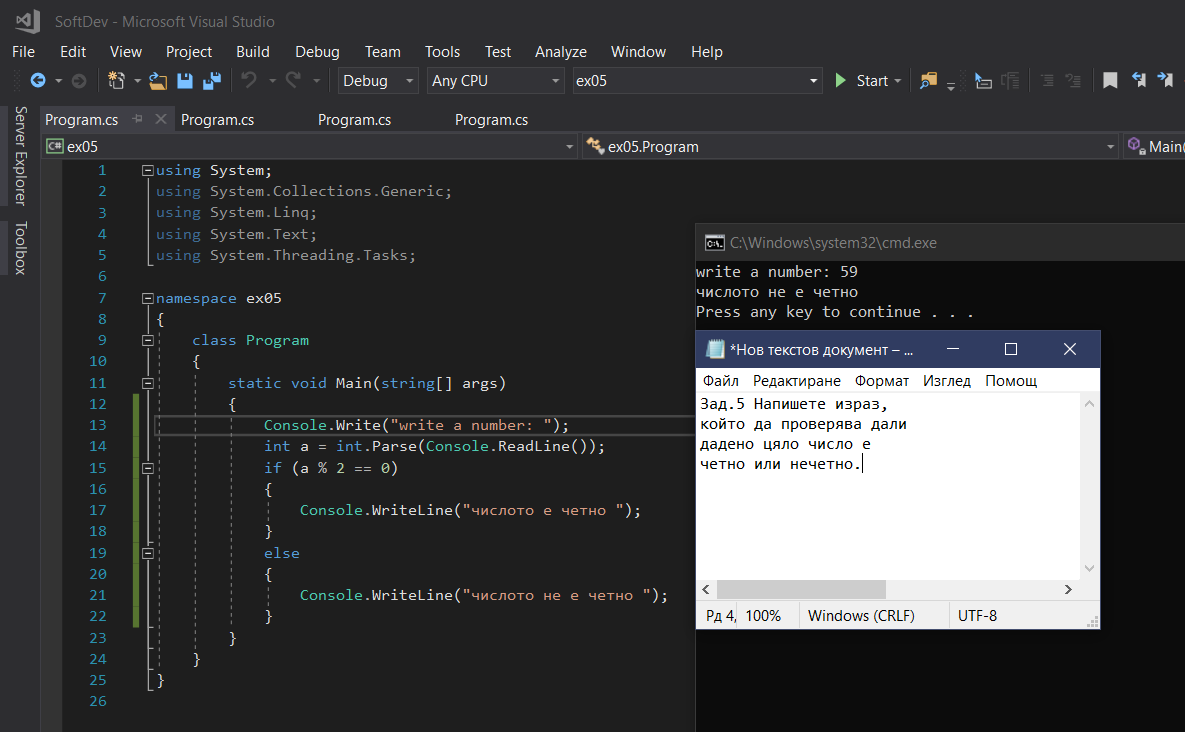 SoftDev - Microsoft Visual Studio
File Edit View Project Build Debug Team Tools Test Analyze Window Help
Debug Any CPU ex05 Start
Program.cs Program.cs Program.cs Program.cs
C# ex05 ex05.Program Main(
Server Explorer
Toolbox
1 using System;
2 using System.Collections.Generic;
3 using System.Linq;
4 using System.Text;
5 using System.Threading.Tasks;
6
7 namespace ex05
8 {
9 class Program
10 {
11 static void Main(string[] args)
12 {
13 Console.Write("write a number: ");
14 int a = int.Parse(Console.ReadLine());
15 if (a % 2 == 0)
16 {
17 Console.WriteLine("числото е четно ");
18 }
19 else
20 {
21 Console.WriteLine("числото не е четно ");
22 }
23 }
24 }
25 }
26
C:\Windows\system32\cmd.exe
write a number: 59
числото не е четно
Press any key to continue . . .
*Нов текстов документ – ...
Файл Редактиране Формат Изглед Помощ
Зад.5 Напишете израз,
който да проверява дали
дадено цяло число е
четно или нечетно.
Рд 4, 100% Windows (CRLF) UTF-8